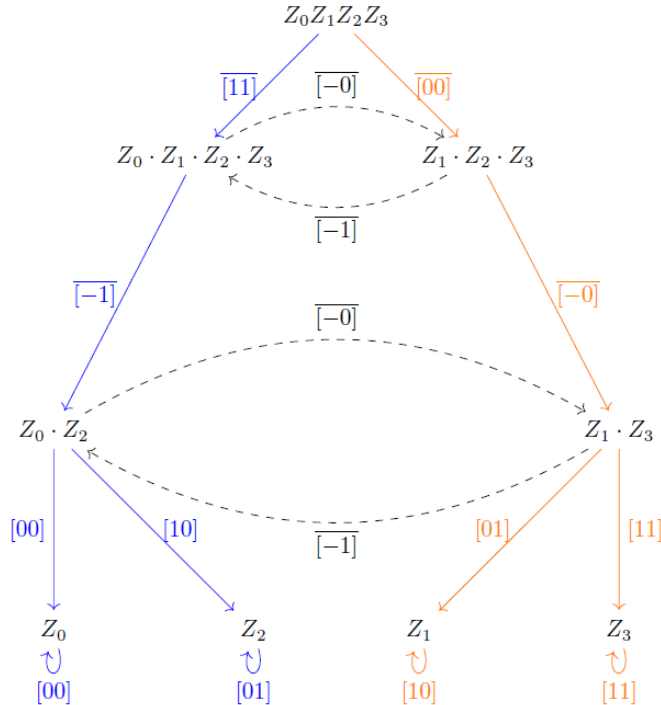 Z₀Z₁Z₂Z₃
[11] [−0] [00]
Z₀ · Z₁ · Z₂ · Z₃ Z₁ · Z₂ · Z₃
[−1]
[−1] [−0] [−0]
Z₀ · Z₂ Z₁ · Z₃
[00] [10] [−1] [01] [11]
Z₀ Z₂ Z₁ Z₃
[00] [01] [10] [11]